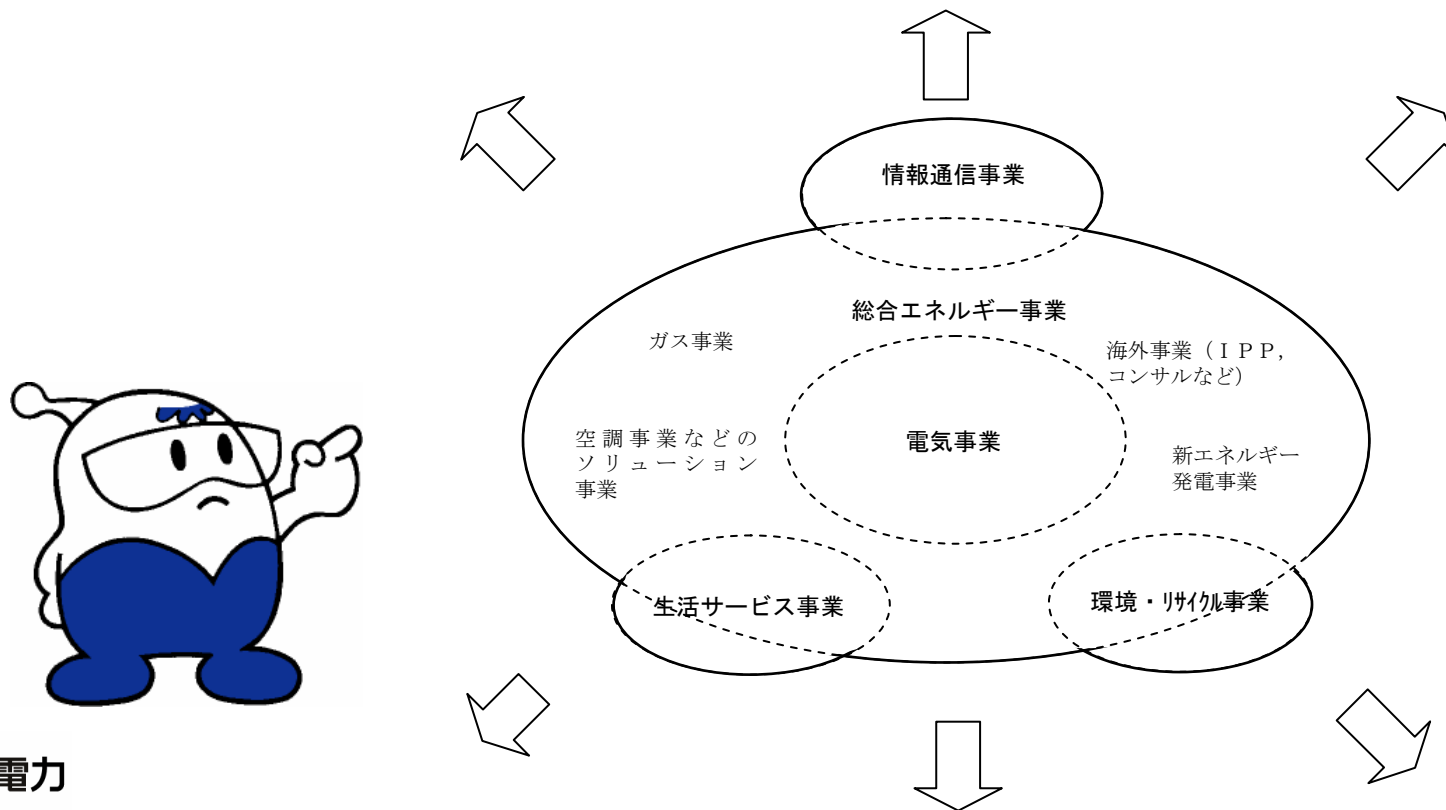 情報通信事業
総合エネルギー事業
ガス事業
海外事業（ＩＰＰ，
コンサルなど）
空調事業などの
ソリューション
事業
電気事業
新エネルギー
発電事業
生活サービス事業
環境・ﾘｻｲｸﾙ事業
電力